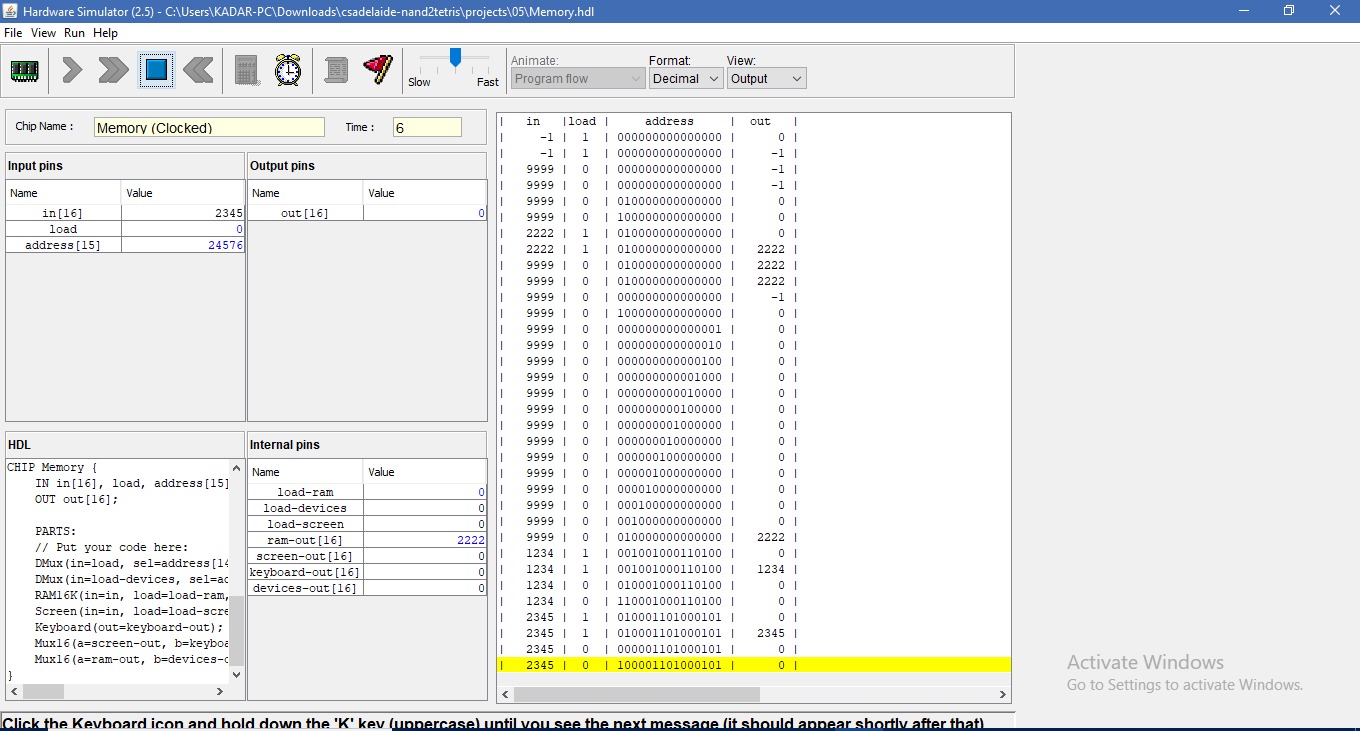 Hardware Simulator (2.5) - C:\Users\KADAR-PC\Downloads\csadelaide-nand2tetris\projects\05\Memory.hdl
File View Run Help
Animate: Format: View:
Slow Fast Program flow Decimal Output
Chip Name : Memory (Clocked) Time : 6
Input pins
Name Value
in[16] 2345
load 0
address[15] 24576
Output pins
Name Value
out[16] 0
HDL
CHIP Memory {
IN in[16], load, address[15]
OUT out[16];
PARTS:
// Put your code here:
DMux(in=load, sel=address[14
DMux(in=load-devices, sel=ad
RAM16K(in=in, load=load-ram,
Screen(in=in, load=load-scre
Keyboard(out=keyboard-out);
Mux16(a=screen-out, b=keyboa
Mux16(a=ram-out, b=devices-o
}
Internal pins
Name Value
load-ram 0
load-devices 0
load-screen 0
ram-out[16] 2222
screen-out[16] 0
keyboard-out[16] 0
devices-out[16] 0
| in |load | address | out |
| -1 | 1 | 000000000000000 | 0 |
| -1 | 1 | 000000000000000 | -1 |
| 9999 | 0 | 000000000000000 | -1 |
| 9999 | 0 | 000000000000000 | -1 |
| 9999 | 0 | 010000000000000 | 0 |
| 9999 | 0 | 100000000000000 | 0 |
| 2222 | 1 | 010000000000000 | 0 |
| 2222 | 1 | 010000000000000 | 2222 |
| 9999 | 0 | 010000000000000 | 2222 |
| 9999 | 0 | 010000000000000 | 2222 |
| 9999 | 0 | 000000000000000 | -1 |
| 9999 | 0 | 100000000000000 | 0 |
| 9999 | 0 | 000000000000001 | 0 |
| 9999 | 0 | 000000000000010 | 0 |
| 9999 | 0 | 000000000000100 | 0 |
| 9999 | 0 | 000000000001000 | 0 |
| 9999 | 0 | 000000000010000 | 0 |
| 9999 | 0 | 000000000100000 | 0 |
| 9999 | 0 | 000000001000000 | 0 |
| 9999 | 0 | 000000010000000 | 0 |
| 9999 | 0 | 000000100000000 | 0 |
| 9999 | 0 | 000001000000000 | 0 |
| 9999 | 0 | 000010000000000 | 0 |
| 9999 | 0 | 000100000000000 | 0 |
| 9999 | 0 | 001000000000000 | 0 |
| 9999 | 0 | 010000000000000 | 2222 |
| 1234 | 1 | 001001000110100 | 0 |
| 1234 | 1 | 001001000110100 | 1234 |
| 1234 | 0 | 010001000110100 | 0 |
| 1234 | 0 | 110001000110100 | 0 |
| 2345 | 1 | 010001101000101 | 0 |
| 2345 | 1 | 010001101000101 | 2345 |
| 2345 | 0 | 000001101000101 | 0 |
| 2345 | 0 | 100001101000101 | 0 |
Activate Windows
Go to Settings to activate Windows.
Click the Keyboard icon and hold down the 'K' key (uppercase) until you see the next message (it should appear shortly after that)